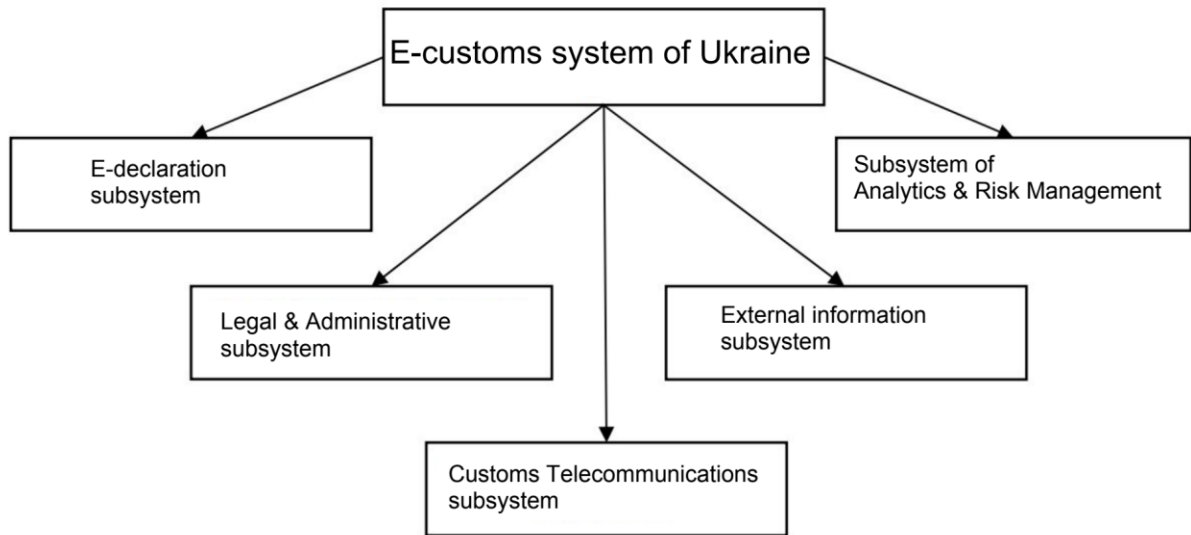 E-customs system of Ukraine
E-declaration
subsystem
Subsystem of
Analytics & Risk Management
Legal & Administrative
subsystem
External information
subsystem
Customs Telecommunications
subsystem